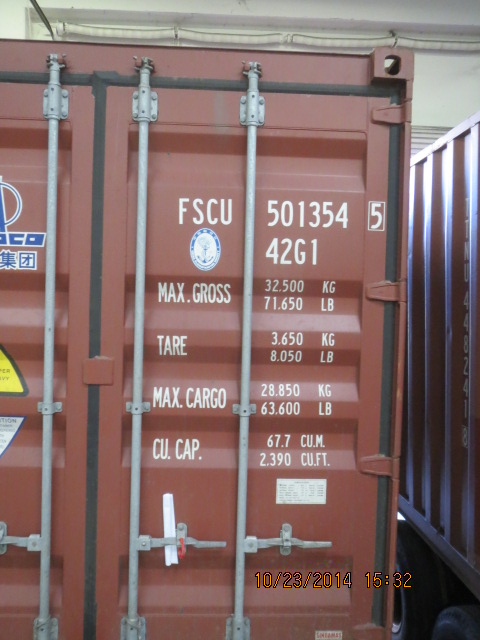 FSCU 501354 5
42G1
集团
MAX. GROSS 32.500 KG
71.650 LB
TARE 3.650 KG
8.050 LB
MAX. CARGO 28.850 KG
63.600 LB
CU. CAP. 67.7 CU.M.
2.390 CU.FT.
10/23/2014 15:32